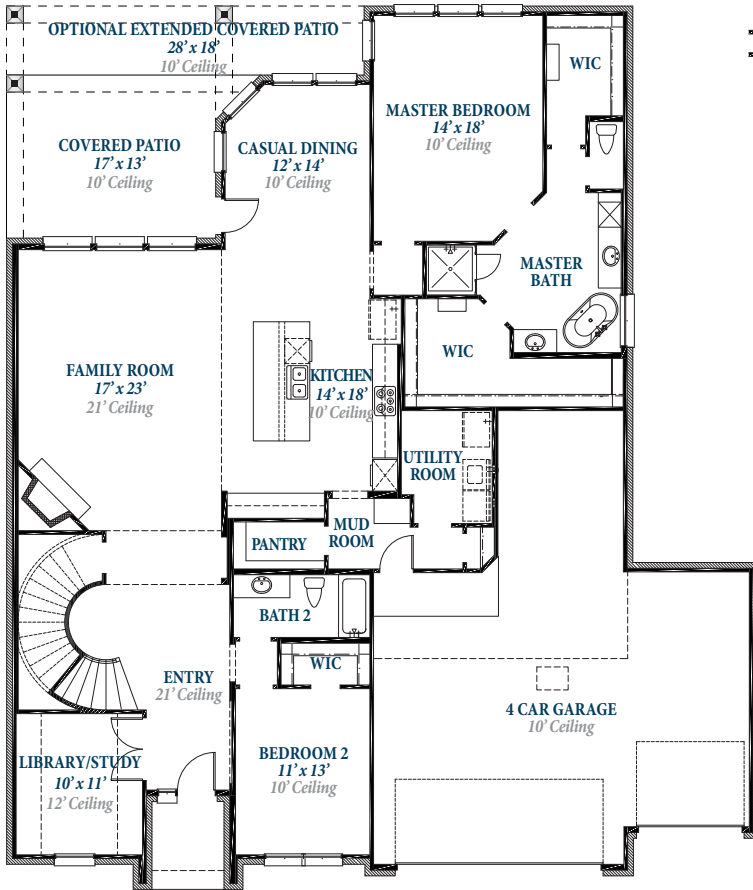 OPTIONAL EXTENDED COVERED PATIO
28' x 18'
10' Ceiling
WIC
MASTER BEDROOM
14' x 18'
10' Ceiling
COVERED PATIO
17' x 13'
10' Ceiling
CASUAL DINING
12' x 14'
10' Ceiling
MASTER
BATH
WIC
FAMILY ROOM
17' x 23'
21' Ceiling
KITCHEN
14' x 18'
10' Ceiling
UTILITY
ROOM
MUD
ROOM
PANTRY
BATH 2
WIC
ENTRY
21' Ceiling
4 CAR GARAGE
10' Ceiling
LIBRARY/STUDY
10' x 11'
12' Ceiling
BEDROOM 2
11' x 13'
10' Ceiling